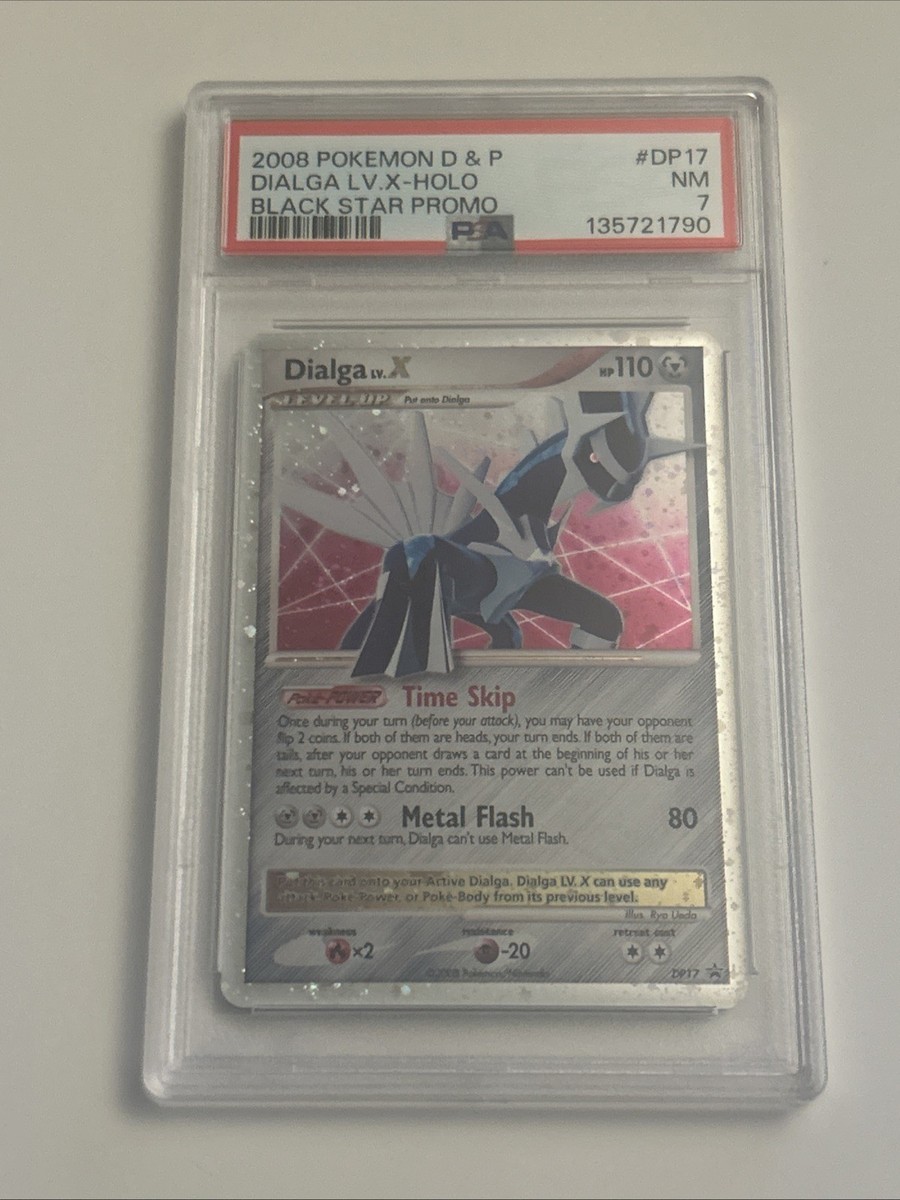 2008 POKEMON D & P #DP17
DIALGA LV.X-HOLO NM
BLACK STAR PROMO 7
PSA 135721790
Dialga LV.X HP 110
LEVEL-UP Put onto Dialga
Poké-POWER Time Skip
Once during your turn (before your attack), you may have your opponent
flip 2 coins. If both of them are heads, your turn ends. If both of them are
tails, after your opponent draws a card at the beginning of his or her
next turn, his or her turn ends. This power can't be used if Dialga is
affected by a Special Condition.
Metal Flash 80
During your next turn, Dialga can't use Metal Flash.
Put this card onto your Active Dialga. Dialga LV. X can use any
attack, Poké-Power, or Poké-Body from its previous level.
Illus. Ryo Ueda
weakness resistance retreat cost
×2 -20
©2008 Pokémon/Nintendo DP17